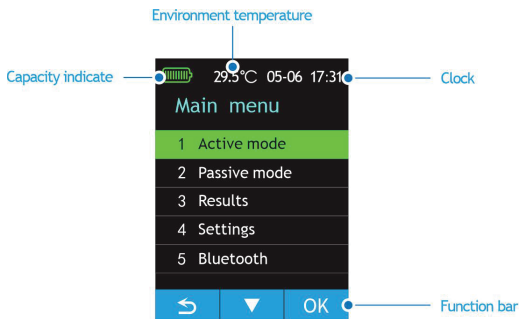 Environment temperature
Capacity indicate
29.5°C 05-06 17:31
Clock
Main menu
1 Active mode
2 Passive mode
3 Results
4 Settings
5 Bluetooth
OK
Function bar